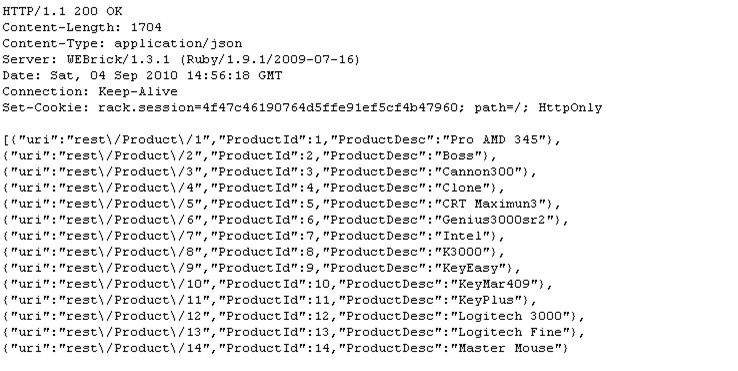 HTTP/1.1 200 OK
Content-Length: 1704
Content-Type: application/json
Server: WEBrick/1.3.1 (Ruby/1.9.1/2009-07-16)
Date: Sat, 04 Sep 2010 14:56:18 GMT
Connection: Keep-Alive
Set-Cookie: rack.session=4f47c46190764d5ffe91ef5cf4b47960; path=/; HttpOnly

[{"uri":"rest\/Product\/1","ProductId":1,"ProductDesc":"Pro AMD 345"},
{"uri":"rest\/Product\/2","ProductId":2,"ProductDesc":"Boss"},
{"uri":"rest\/Product\/3","ProductId":3,"ProductDesc":"Cannon300"},
{"uri":"rest\/Product\/4","ProductId":4,"ProductDesc":"Clone"},
{"uri":"rest\/Product\/5","ProductId":5,"ProductDesc":"CRT Maximun3"},
{"uri":"rest\/Product\/6","ProductId":6,"ProductDesc":"Genius3000sr2"},
{"uri":"rest\/Product\/7","ProductId":7,"ProductDesc":"Intel"},
{"uri":"rest\/Product\/8","ProductId":8,"ProductDesc":"K3000"},
{"uri":"rest\/Product\/9","ProductId":9,"ProductDesc":"KeyEasy"},
{"uri":"rest\/Product\/10","ProductId":10,"ProductDesc":"KeyMar409"},
{"uri":"rest\/Product\/11","ProductId":11,"ProductDesc":"KeyPlus"},
{"uri":"rest\/Product\/12","ProductId":12,"ProductDesc":"Logitech 3000"},
{"uri":"rest\/Product\/13","ProductId":13,"ProductDesc":"Logitech Fine"},
{"uri":"rest\/Product\/14","ProductId":14,"ProductDesc":"Master Mouse"}